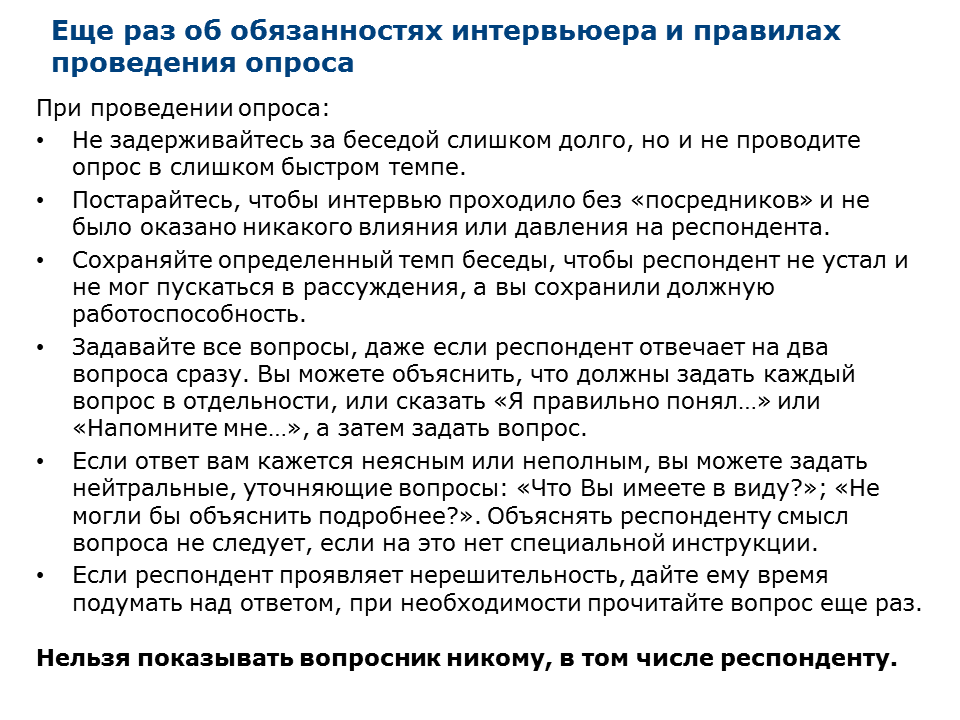 Еще раз об обязанностях интервьюера и правилах
проведения опроса
При проведении опроса:
• Не задерживайтесь за беседой слишком долго, но и не проводите
опрос в слишком быстром темпе.
• Постарайтесь, чтобы интервью проходило без «посредников» и не
было оказано никакого влияния или давления на респондента.
• Сохраняйте определенный темп беседы, чтобы респондент не устал и
не мог пускаться в рассуждения, а вы сохранили должную
работоспособность.
• Задавайте все вопросы, даже если респондент отвечает на два
вопроса сразу. Вы можете объяснить, что должны задать каждый
вопрос в отдельности, или сказать «Я правильно понял…» или
«Напомните мне…», а затем задать вопрос.
• Если ответ вам кажется неясным или неполным, вы можете задать
нейтральные, уточняющие вопросы: «Что Вы имеете в виду?»; «Не
могли бы объяснить подробнее?». Объяснять респонденту смысл
вопроса не следует, если на это нет специальной инструкции.
• Если респондент проявляет нерешительность, дайте ему время
подумать над ответом, при необходимости прочитайте вопрос еще раз.
Нельзя показывать вопросник никому, в том числе респонденту.